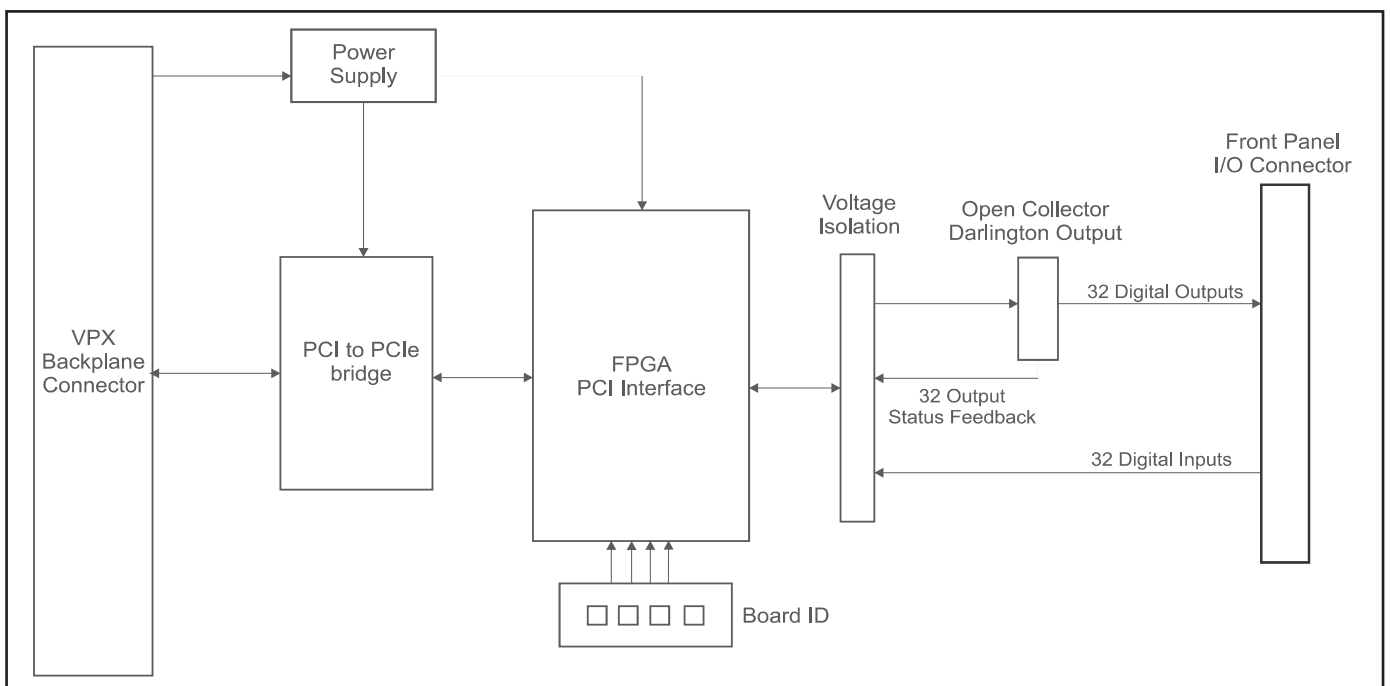 Power
Supply
Front Panel
I/O Connector
Voltage
Isolation
Open Collector
Darlington Output
32 Digital Outputs
VPX
Backplane
Connector
PCI to PCIe
bridge
FPGA
PCI Interface
32 Output
Status Feedback
32 Digital Inputs
Board ID